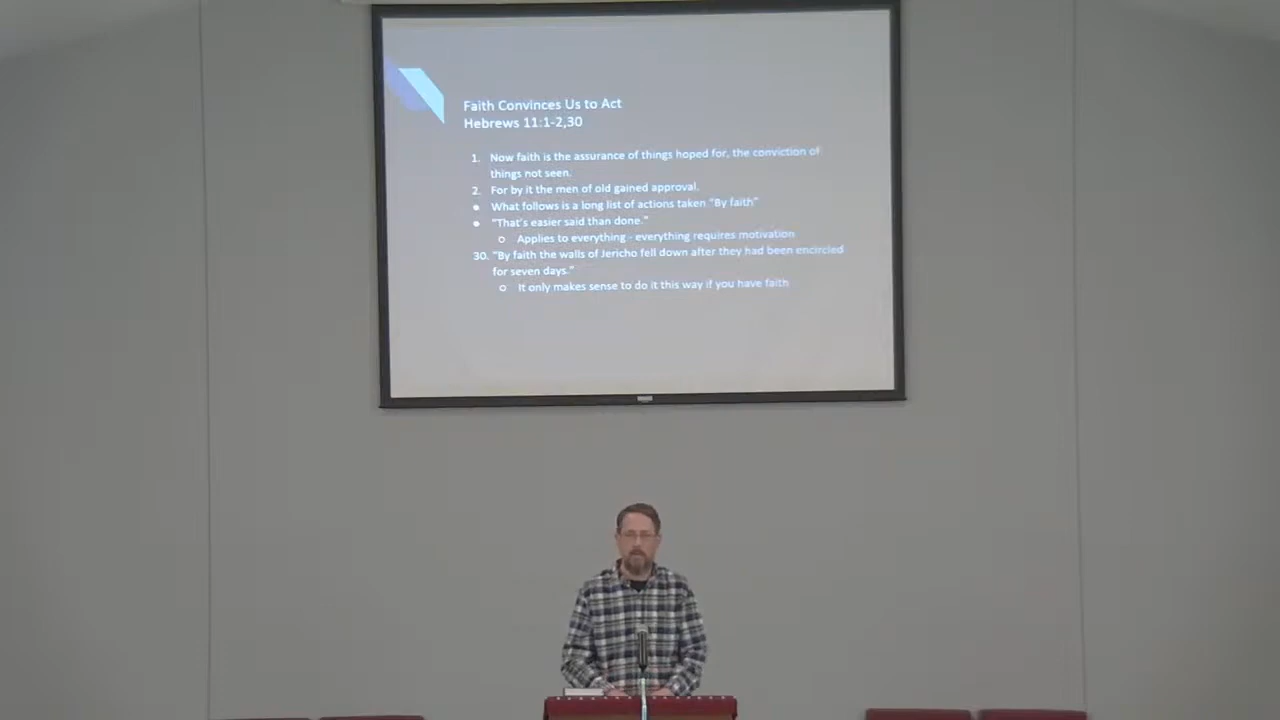 Faith Convinces Us to Act
Hebrews 11:1-2,30
1. Now faith is the assurance of things hoped for, the conviction of
things not seen.
2. For by it the men of old gained approval.
● What follows is a long list of actions taken "By faith"
● "That's easier said than done."
○ Applies to everything - everything requires motivation
30. "By faith the walls of Jericho fell down after they had been encircled
for seven days."
○ It only makes sense to do it this way if you have faith